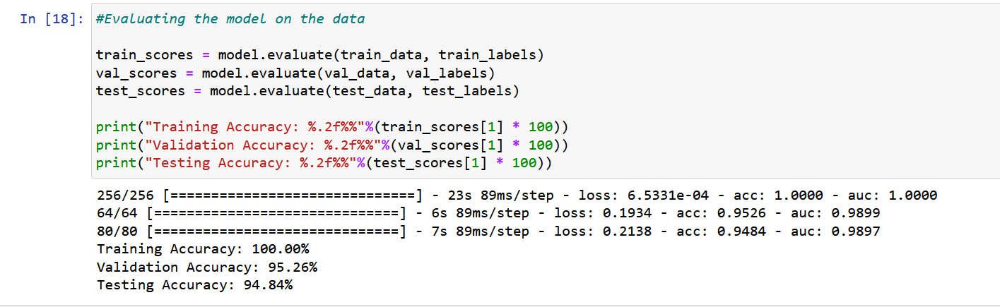 In [18]: #Evaluating the model on the data
train_scores = model.evaluate(train_data, train_labels)
val_scores = model.evaluate(val_data, val_labels)
test_scores = model.evaluate(test_data, test_labels)
print("Training Accuracy: %.2f%%"%(train_scores[1] * 100))
print("Validation Accuracy: %.2f%%"%(val_scores[1] * 100))
print("Testing Accuracy: %.2f%%"%(test_scores[1] * 100))
256/256 [==============================] - 23s 89ms/step - loss: 6.5331e-04 - acc: 1.0000 - auc: 1.0000
64/64 [==============================] - 6s 89ms/step - loss: 0.1934 - acc: 0.9526 - auc: 0.9899
80/80 [==============================] - 7s 89ms/step - loss: 0.2138 - acc: 0.9484 - auc: 0.9897
Training Accuracy: 100.00%
Validation Accuracy: 95.26%
Testing Accuracy: 94.84%